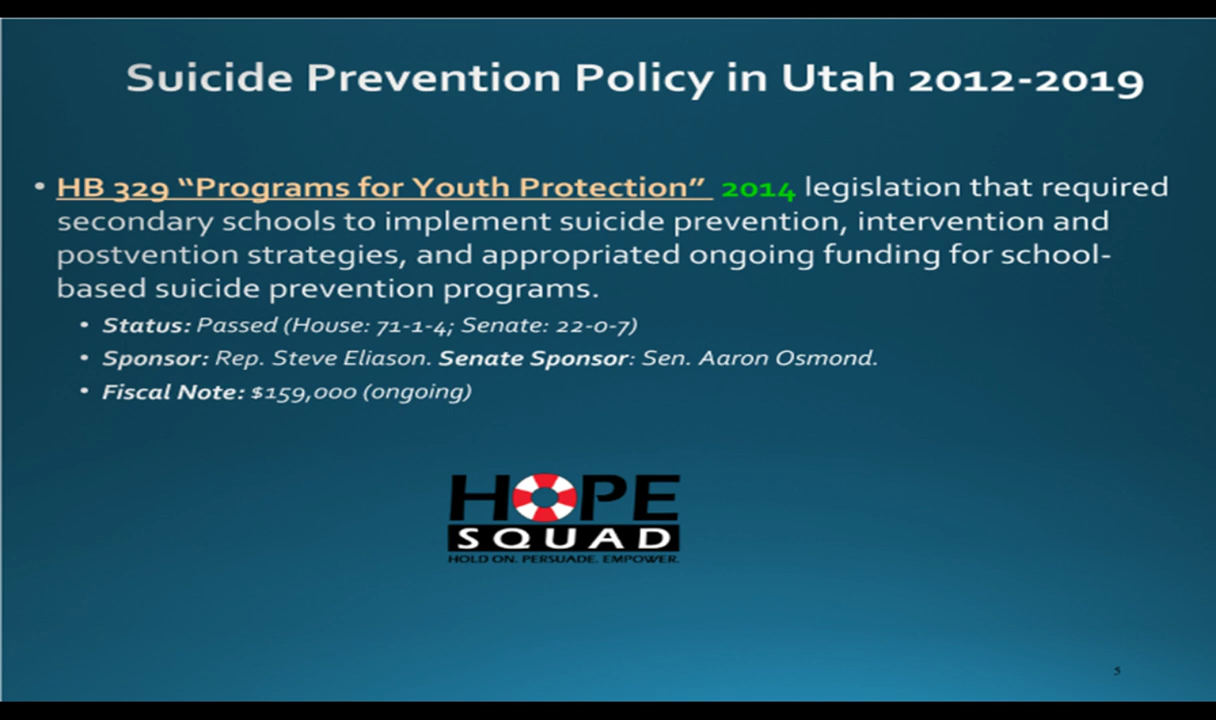 Suicide Prevention Policy in Utah 2012-2019
• HB 329 “Programs for Youth Protection” 2014 legislation that required
secondary schools to implement suicide prevention, intervention and
postvention strategies, and appropriated ongoing funding for school-
based suicide prevention programs.
• Status: Passed (House: 71-1-4; Senate: 22-0-7)
• Sponsor: Rep. Steve Eliason. Senate Sponsor: Sen. Aaron Osmond.
• Fiscal Note: $159,000 (ongoing)
HOPE
SQUAD
HOLD ON. PERSUADE. EMPOWER.
5